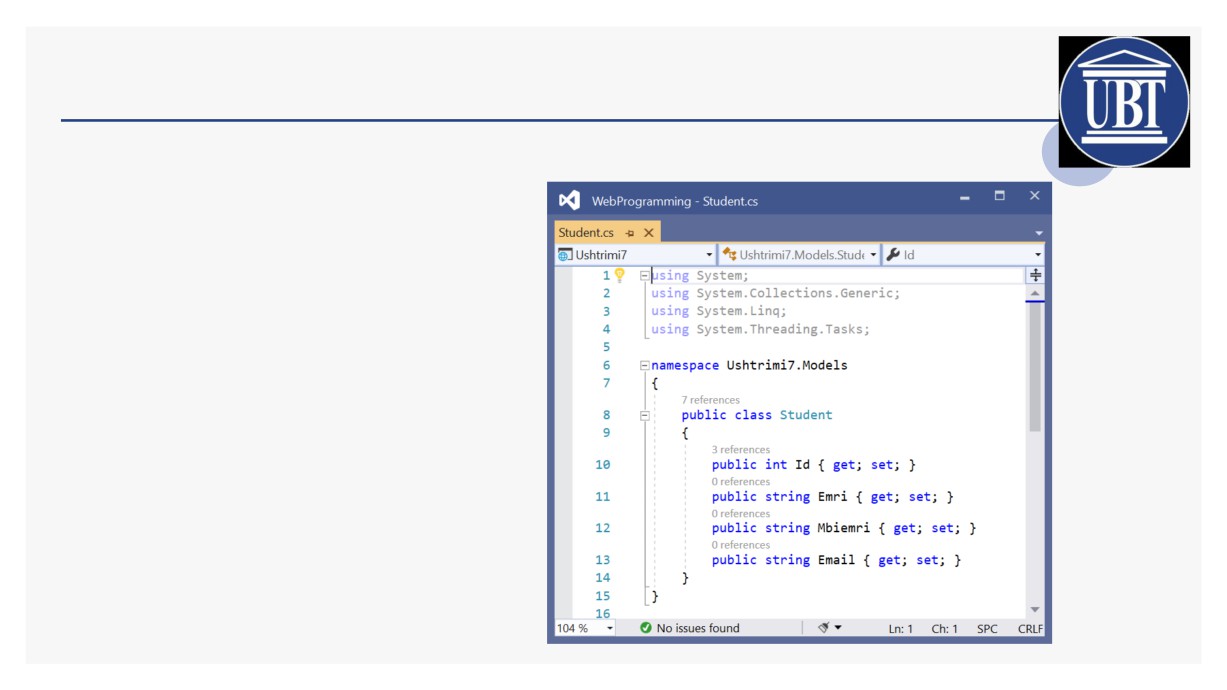 UBT
WebProgramming - Student.cs
Student.cs
Ushtrimi7 Ushtrimi7.Models.Stude Id
1 using System;
2 using System.Collections.Generic;
3 using System.Linq;
4 using System.Threading.Tasks;
5
6 namespace Ushtrimi7.Models
7 {
7 references
8 public class Student
9 {
3 references
10 public int Id { get; set; }
0 references
11 public string Emri { get; set; }
0 references
12 public string Mbiemri { get; set; }
0 references
13 public string Email { get; set; }
14 }
15 }
16
104 % No issues found Ln: 1 Ch: 1 SPC CRLF